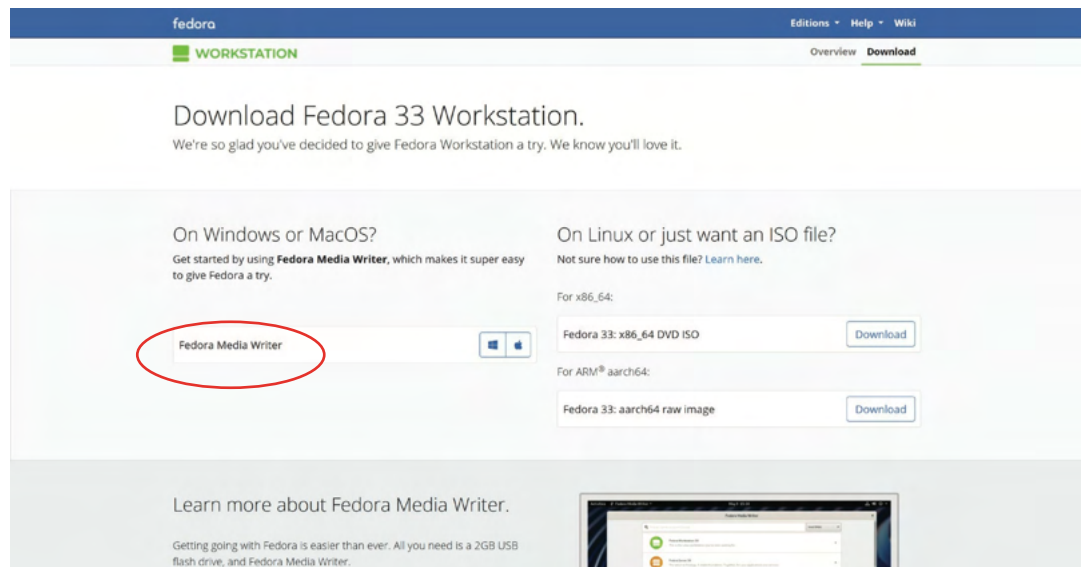 fedora
Editions Help Wiki
WORKSTATION
Overview Download
Download Fedora 33 Workstation.
We're so glad you've decided to give Fedora Workstation a try. We know you'll love it.
On Windows or MacOS?
Get started by using Fedora Media Writer, which makes it super easy
to give Fedora a try.
Fedora Media Writer
On Linux or just want an ISO file?
Not sure how to use this file? Learn here.
For x86_64:
Fedora 33: x86_64 DVD ISO Download
For ARM® aarch64:
Fedora 33: aarch64 raw image Download
Learn more about Fedora Media Writer.
Getting going with Fedora is easier than ever. All you need is a 2GB USB
flash drive, and Fedora Media Writer.
Fedora Media Writer